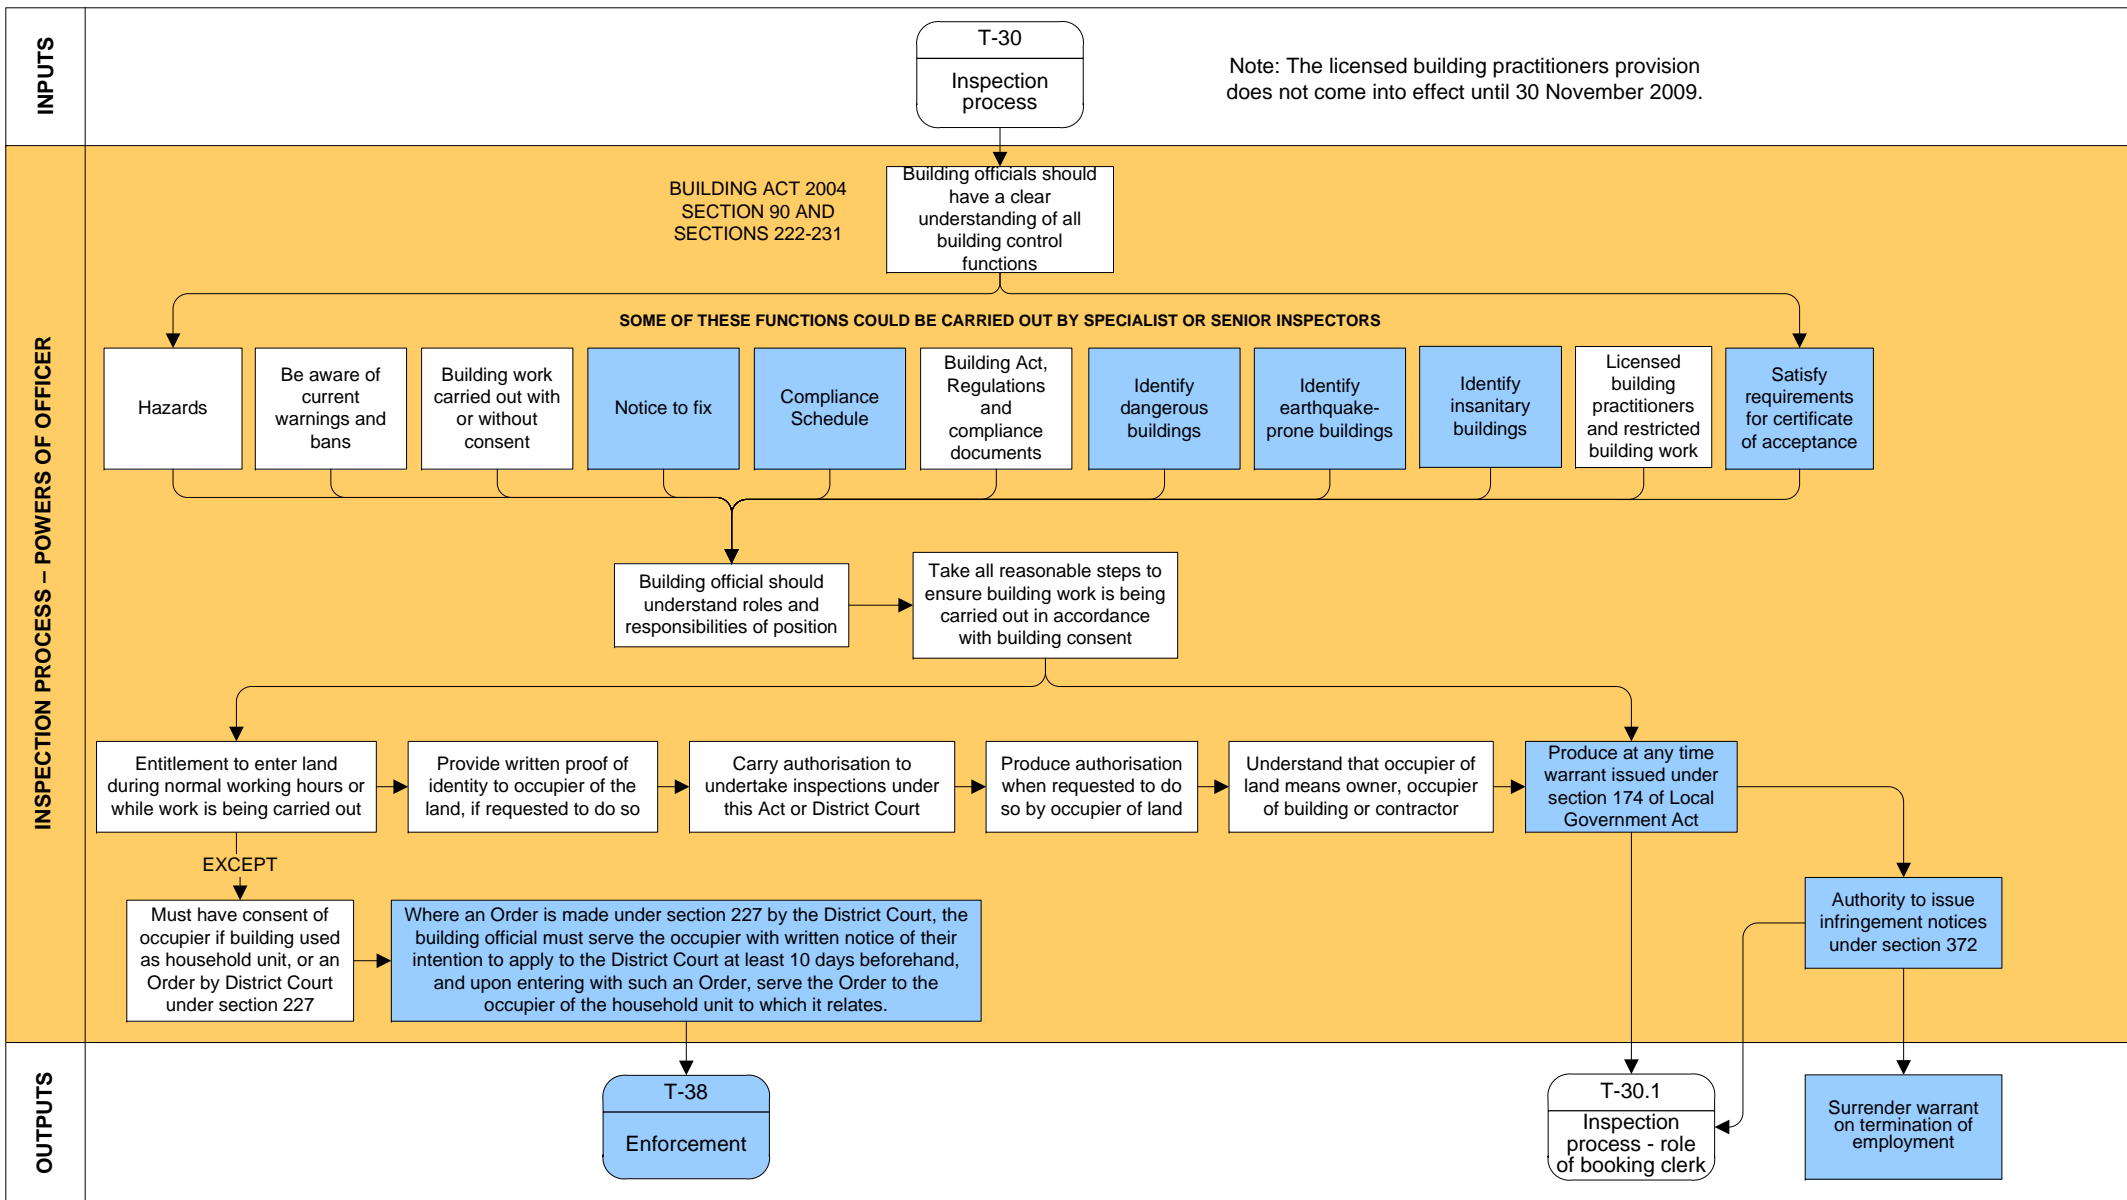 INPUTS
T-30
Inspection
process
Note: The licensed building practitioners provision
does not come into effect until 30 November 2009.
INSPECTION PROCESS – POWERS OF OFFICER
BUILDING ACT 2004
SECTION 90 AND
SECTIONS 222-231
Building officials should
have a clear
understanding of all
building control
functions
SOME OF THESE FUNCTIONS COULD BE CARRIED OUT BY SPECIALIST OR SENIOR INSPECTORS
Hazards
Be aware of
current
warnings and
bans
Building work
carried out with
or without
consent
Notice to fix
Compliance
Schedule
Building Act,
Regulations
and
compliance
documents
Identify
dangerous
buildings
Identify
earthquake-
prone buildings
Identify
insanitary
buildings
Licensed
building
practitioners
and restricted
building work
Satisfy
requirements
for certificate
of acceptance
Building official should
understand roles and
responsibilities of position
Take all reasonable steps to
ensure building work is being
carried out in accordance
with building consent
Entitlement to enter land
during normal working hours or
while work is being carried out
Provide written proof of
identity to occupier of the
land, if requested to do so
Carry authorisation to
undertake inspections under
this Act or District Court
Produce authorisation
when requested to do
so by occupier of land
Understand that occupier of
land means owner, occupier
of building or contractor
Produce at any time
warrant issued under
section 174 of Local
Government Act
EXCEPT
Must have consent of
occupier if building used
as household unit, or an
Order by District Court
under section 227
Where an Order is made under section 227 by the District Court, the
building official must serve the occupier with written notice of their
intention to apply to the District Court at least 10 days beforehand,
and upon entering with such an Order, serve the Order to the
occupier of the household unit to which it relates.
Authority to issue
infringement notices
under section 372
OUTPUTS
T-38
Enforcement
T-30.1
Inspection
process - role
of booking clerk
Surrender warrant
on termination of
employment